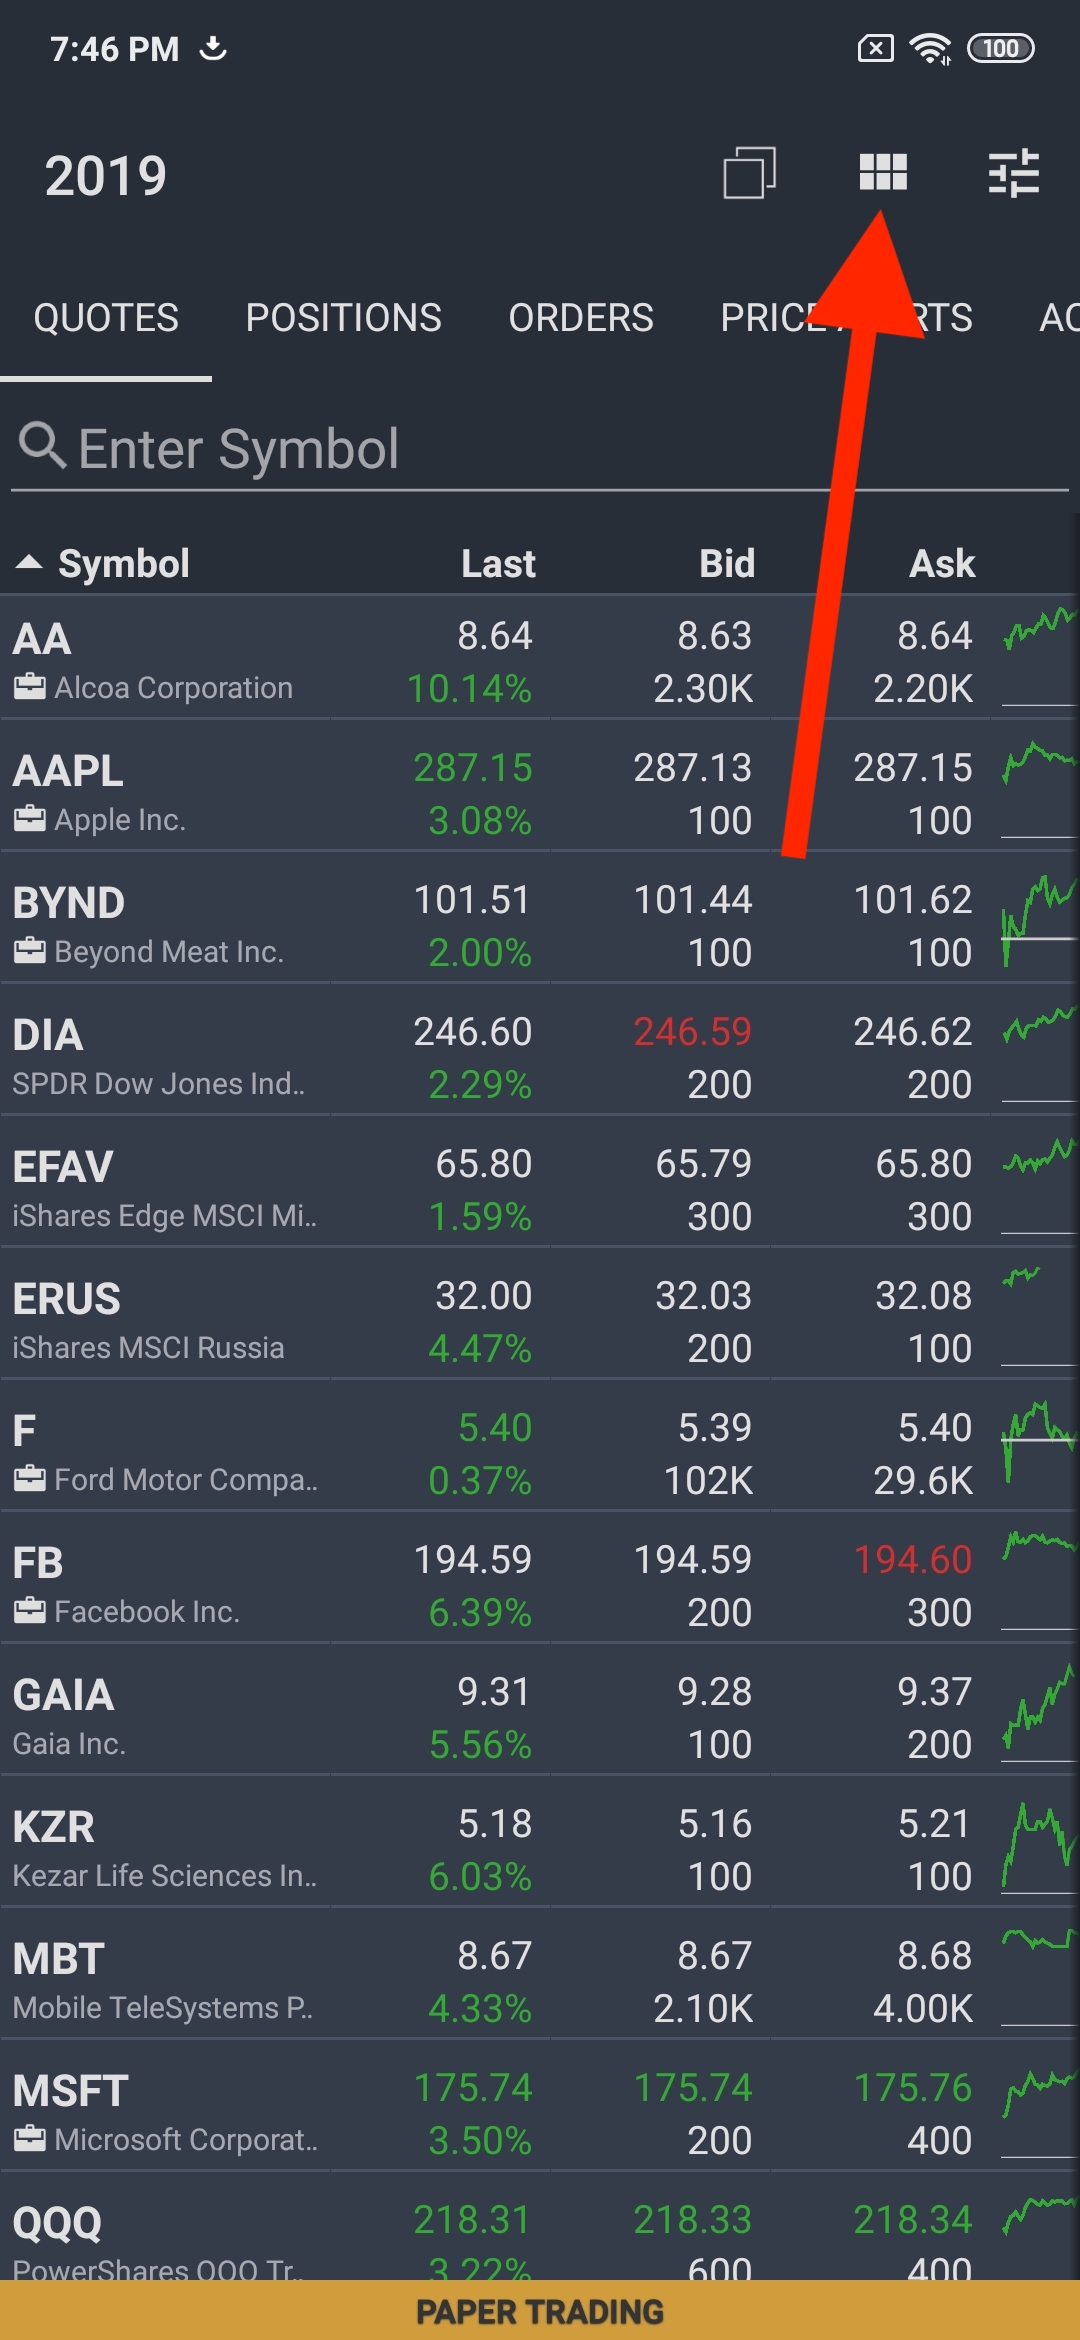 7:46 PM 100
2019
QUOTES POSITIONS ORDERS PRICE RTS AC
Enter Symbol
Symbol Last Bid Ask
AA 8.64 8.63 8.64
Alcoa Corporation 10.14% 2.30K 2.20K
AAPL 287.15 287.13 287.15
Apple Inc. 3.08% 100 100
BYND 101.51 101.44 101.62
Beyond Meat Inc. 2.00% 100 100
DIA 246.60 246.59 246.62
SPDR Dow Jones Ind.. 2.29% 200 200
EFAV 65.80 65.79 65.80
iShares Edge MSCI Mi.. 1.59% 300 300
ERUS 32.00 32.03 32.08
iShares MSCI Russia 4.47% 200 100
F 5.40 5.39 5.40
Ford Motor Compa.. 0.37% 102K 29.6K
FB 194.59 194.59 194.60
Facebook Inc. 6.39% 200 300
GAIA 9.31 9.28 9.37
Gaia Inc. 5.56% 100 200
KZR 5.18 5.16 5.21
Kezar Life Sciences In.. 6.03% 100 100
MBT 8.67 8.67 8.68
Mobile TeleSystems P.. 4.33% 2.10K 4.00K
MSFT 175.74 175.74 175.76
Microsoft Corporat.. 3.50% 200 400
QQQ 218.31 218.33 218.34
PowerShares QQQ Tr.. 3.22% 600 400
PAPER TRADING